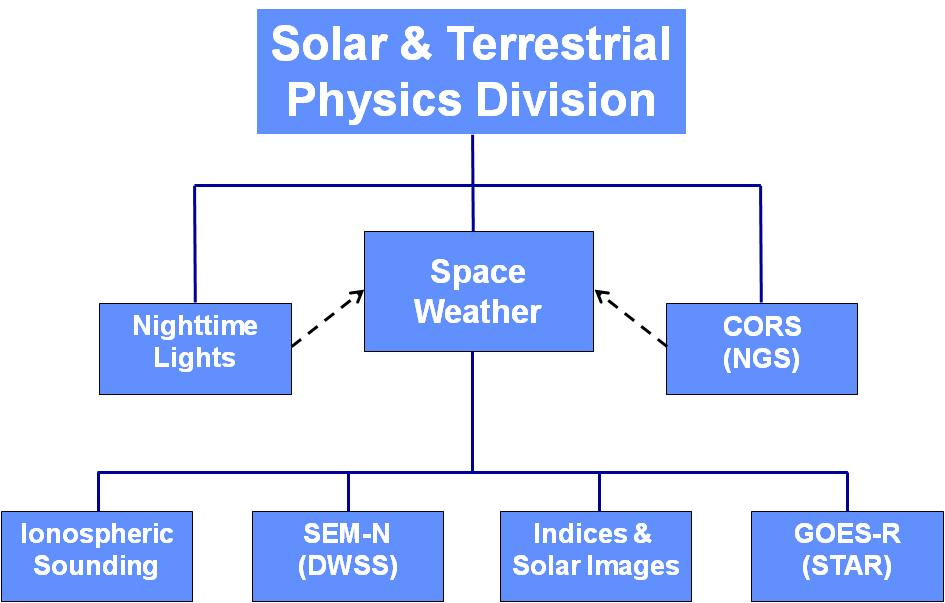 Solar & Terrestrial
Physics Division
Space
Weather
Nighttime
Lights
CORS
(NGS)
Ionospheric
Sounding
SEM-N
(DWSS)
Indices &
Solar Images
GOES-R
(STAR)